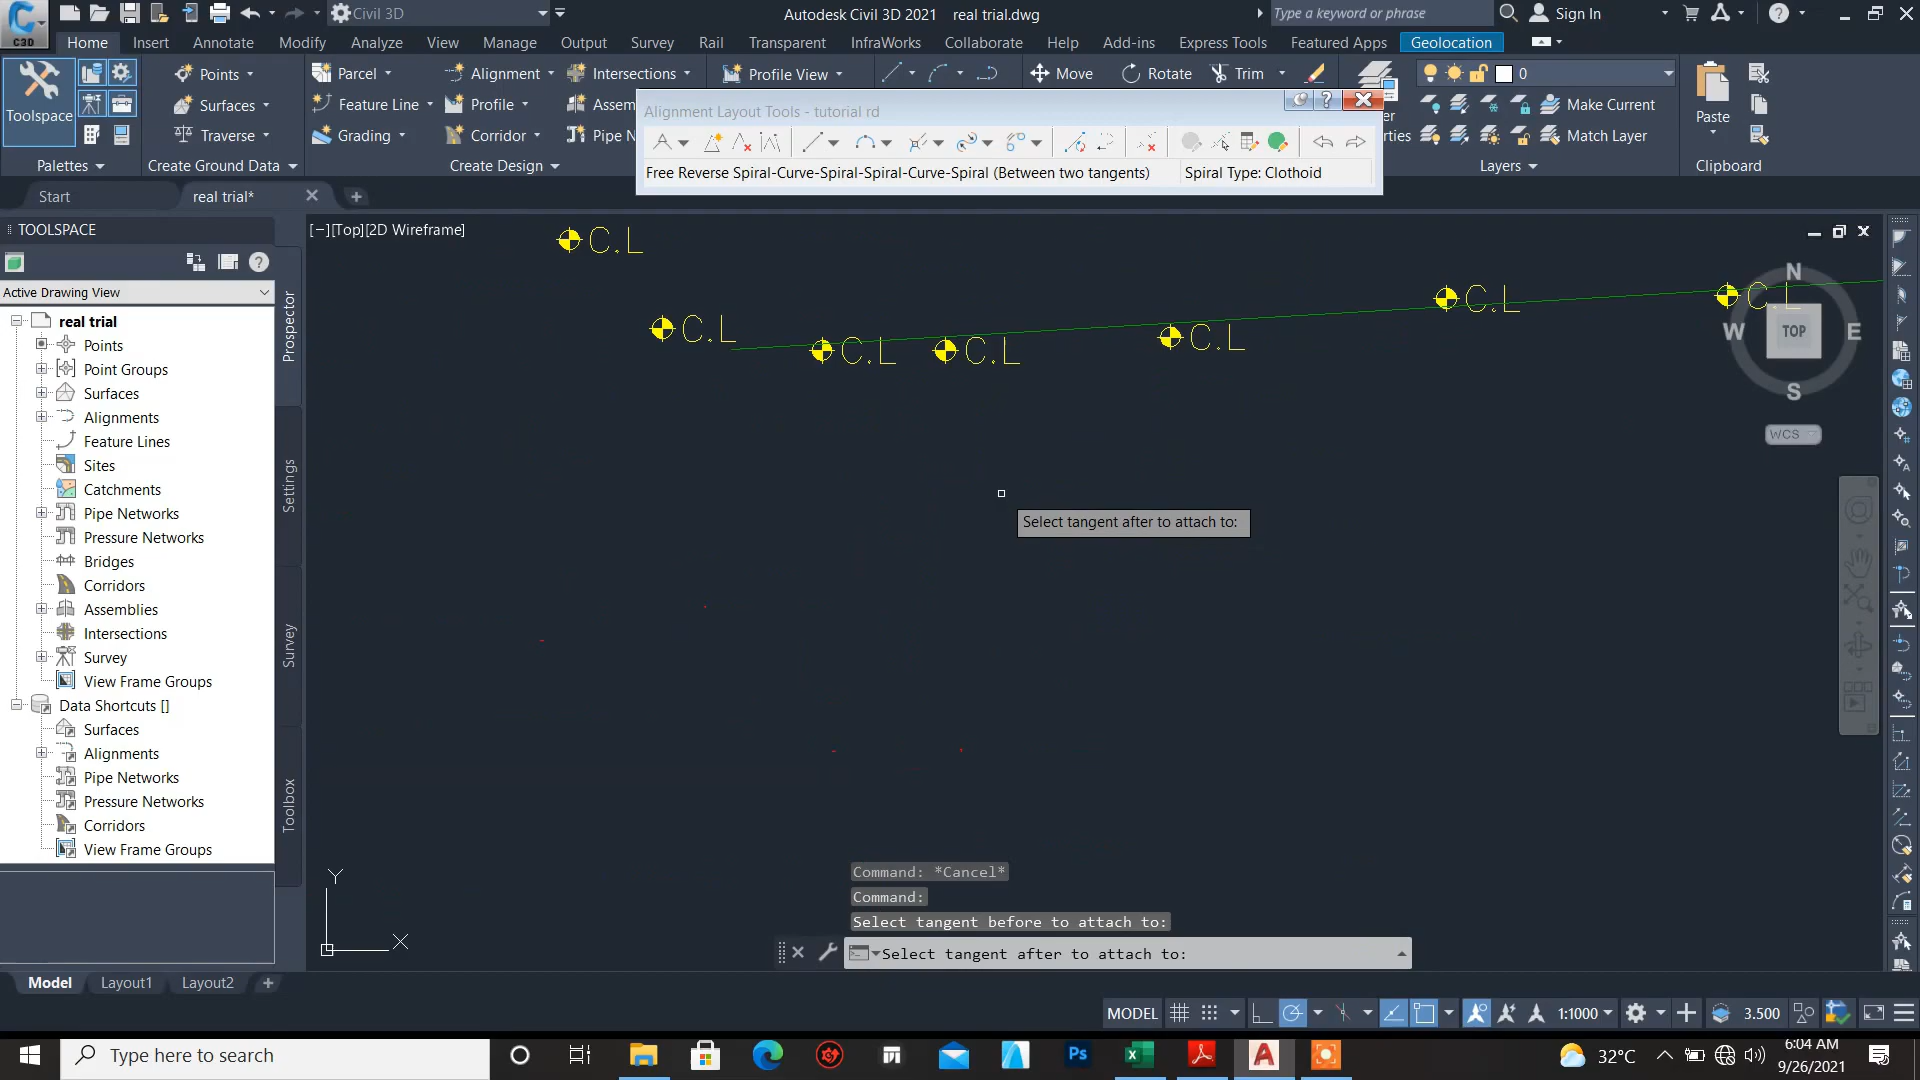 C3D
Civil 3D
Autodesk Civil 3D 2021 real trial.dwg
Type a keyword or phrase
Sign In
Home Insert Annotate Modify Analyze View Manage Output Survey Rail Transparent InfraWorks Collaborate Help Add-ins Express Tools Featured Apps Geolocation
Toolspace
Points
Surfaces
Traverse
Parcel
Feature Line
Grading
Alignment
Profile
Corridor
Intersections
Assem
Pipe N
Profile View
Move
Rotate
Trim
0
Make Current
Match Layer
Paste
Palettes
Create Ground Data
Create Design
Layers
Clipboard
Alignment Layout Tools - tutorial rd
Free Reverse Spiral-Curve-Spiral-Spiral-Curve-Spiral (Between two tangents)
Spiral Type: Clothoid
er
perties
Start
real trial*
TOOLSPACE
Active Drawing View
real trial
Points
Point Groups
Surfaces
Alignments
Feature Lines
Sites
Catchments
Pipe Networks
Pressure Networks
Bridges
Corridors
Assemblies
Intersections
Survey
View Frame Groups
Data Shortcuts []
Surfaces
Alignments
Pipe Networks
Pressure Networks
Corridors
View Frame Groups
Prospector
Settings
Survey
Toolbox
[−][Top][2D Wireframe]
C.L
C.L
C.L
C.L
C.L
C.L
C.L
N
W
TOP
E
S
WCS
Select tangent after to attach to:
Y
X
Command: *Cancel*
Command:
Select tangent before to attach to:
Select tangent after to attach to:
Model
Layout1
Layout2
MODEL
1:1000
3.500
Type here to search
Ps
32°C
6:04 AM
9/26/2021